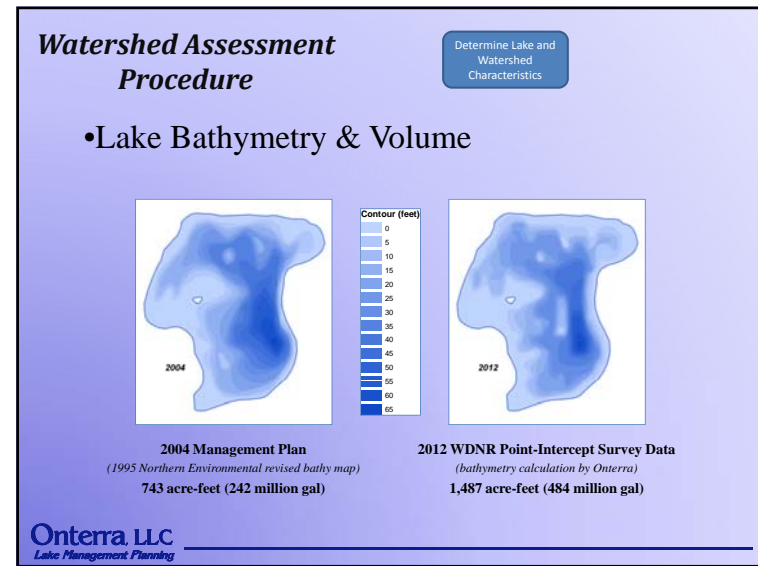 Watershed Assessment
Procedure
Determine Lake and
Watershed
Characteristics
•Lake Bathymetry & Volume
Contour (feet)
0
5
10
15
20
25
30
35
40
45
50
55
60
65
2004
2012
2004 Management Plan
(1995 Northern Environmental revised bathy map)
743 acre-feet (242 million gal)
2012 WDNR Point-Intercept Survey Data
(bathymetry calculation by Onterra)
1,487 acre-feet (484 million gal)
Onterra, LLC
Lake Management Planning